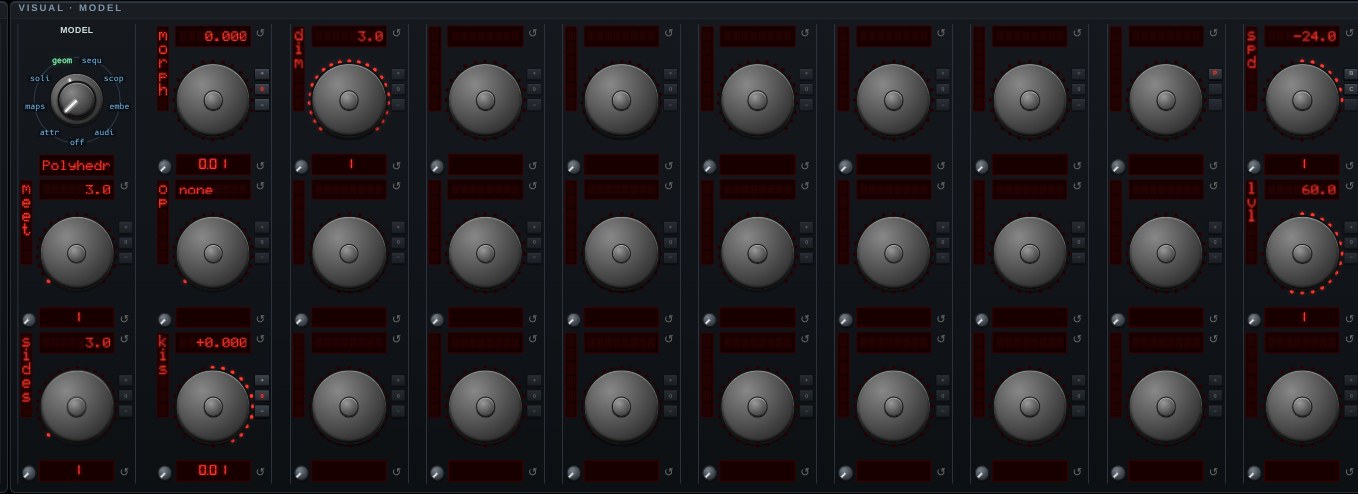 VISUAL · MODEL
MODEL
geom sequ
soli scop
maps embe
attr audi
off
Polyhedr
morph 0.000
0.01
dim 3.0
1
P
spd -24.0
1
meet 3.0
1
op none
lvl 60.0
1
sides 3.0
1
kis +0.000
0.01